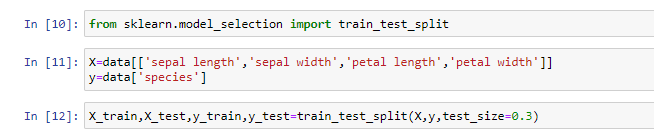 In [10]: from sklearn.model_selection import train_test_split
In [11]: X=data[['sepal length','sepal width','petal length','petal width']]
y=data['species']
In [12]: X_train,X_test,y_train,y_test=train_test_split(X,y,test_size=0.3)